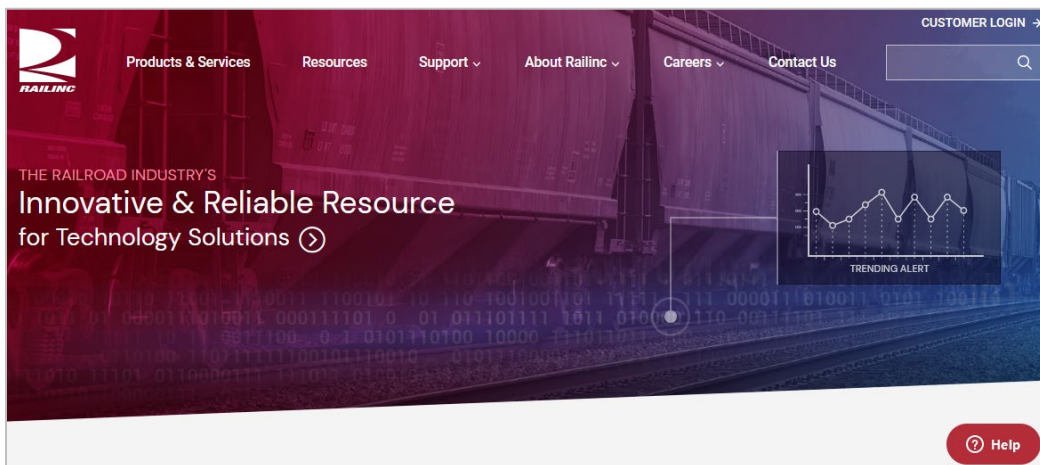 CUSTOMER LOGIN →
RAILINC
Products & Services
Resources
Support
About Railinc
Careers
Contact Us
THE RAILROAD INDUSTRY'S
Innovative & Reliable Resource
for Technology Solutions
TRENDING ALERT
Help